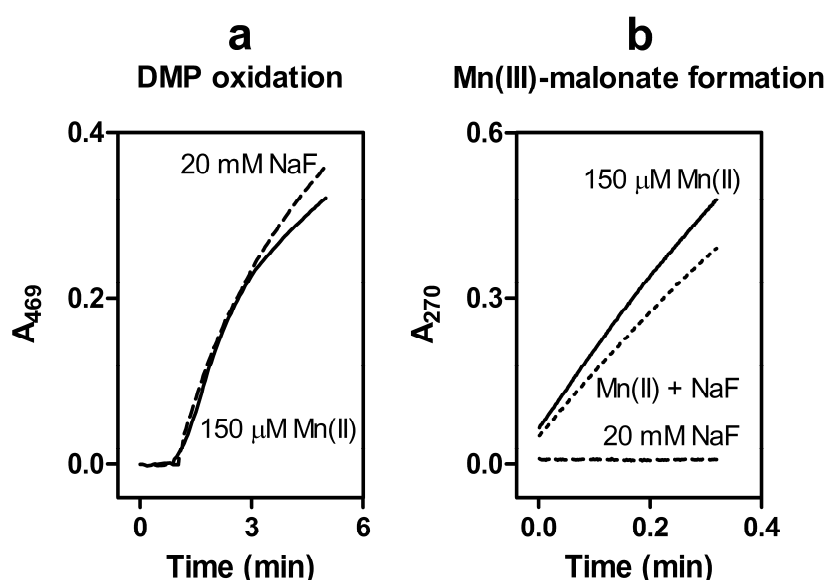 a
DMP oxidation
0.4
0.2
0.0
A469
20 mM NaF
150 μM Mn(II)
0
3
6
Time (min)
b
Mn(III)-malonate formation
0.6
0.3
0.0
A270
150 μM Mn(II)
Mn(II) + NaF
20 mM NaF
0.0
0.2
0.4
Time (min)